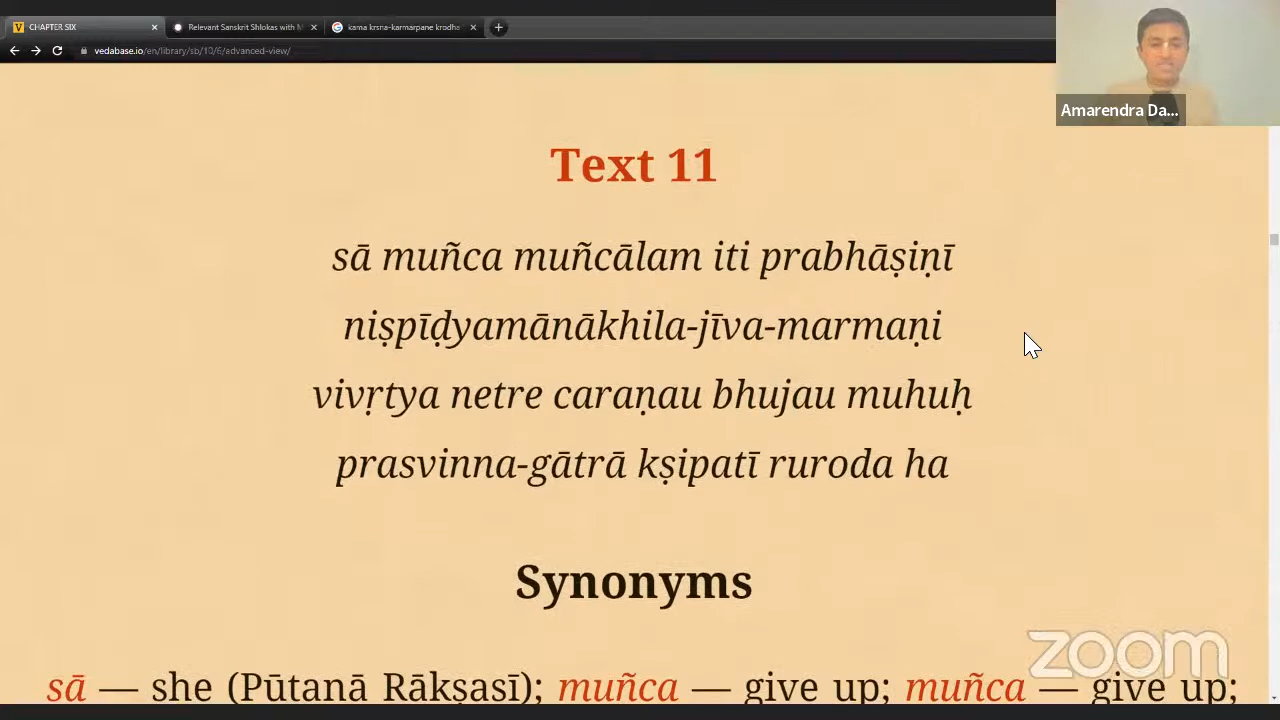 CHAPTER SIX
Relevant Sanskrit Shlokas with M
kama krsna-karmarpane krodha
vedabase.io/en/library/sb/10/6/advanced-view/
Amarendra Da...
Text 11
sā muñca muñcālam iti prabhāṣiṇī
niṣpīḍyamānākhila-jīva-marmaṇi
vivṛtya netre caraṇau bhujau muhuḥ
prasvinna-gātrā kṣipatī ruroda ha
Synonyms
sā — she (Pūtanā Rākṣasī); muñca — give up; muñca — give up;
zoom